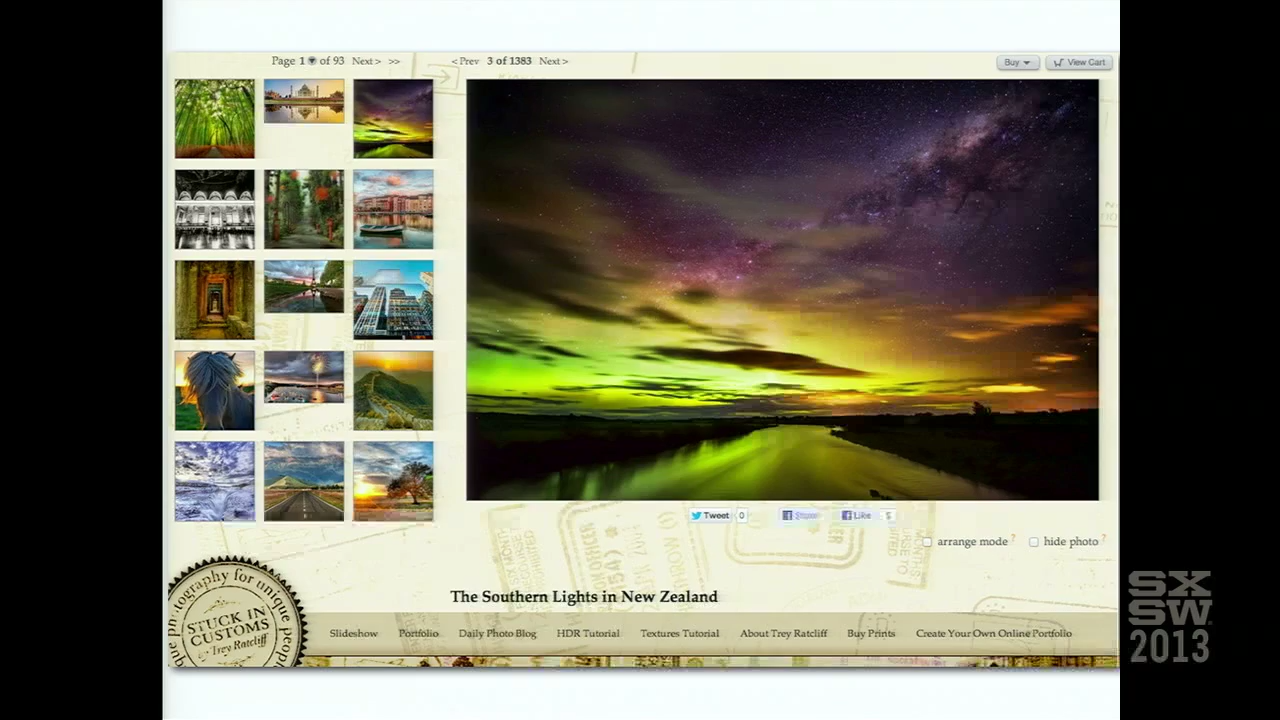 Page 1 of 93 Next > >>
< Prev 3 of 1383 Next >
Buy
View Cart
Tweet 0
Share
Like 5
arrange mode ?
hide photo ?
The Southern Lights in New Zealand
photography for unique people
STUCK IN
CUSTOMS
by Trey Ratcliff
Slideshow Portfolio Daily Photo Blog HDR Tutorial Textures Tutorial About Trey Ratcliff Buy Prints Create Your Own Online Portfolio
SX
SW
2013